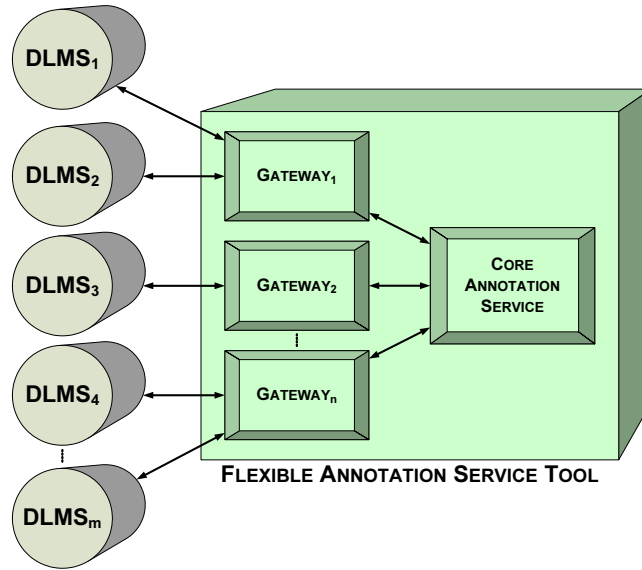 DLMS₁
DLMS₂
DLMS₃
DLMS₄
DLMSₘ
GATEWAY₁
GATEWAY₂
GATEWAYₙ
CORE
ANNOTATION
SERVICE
FLEXIBLE ANNOTATION SERVICE TOOL